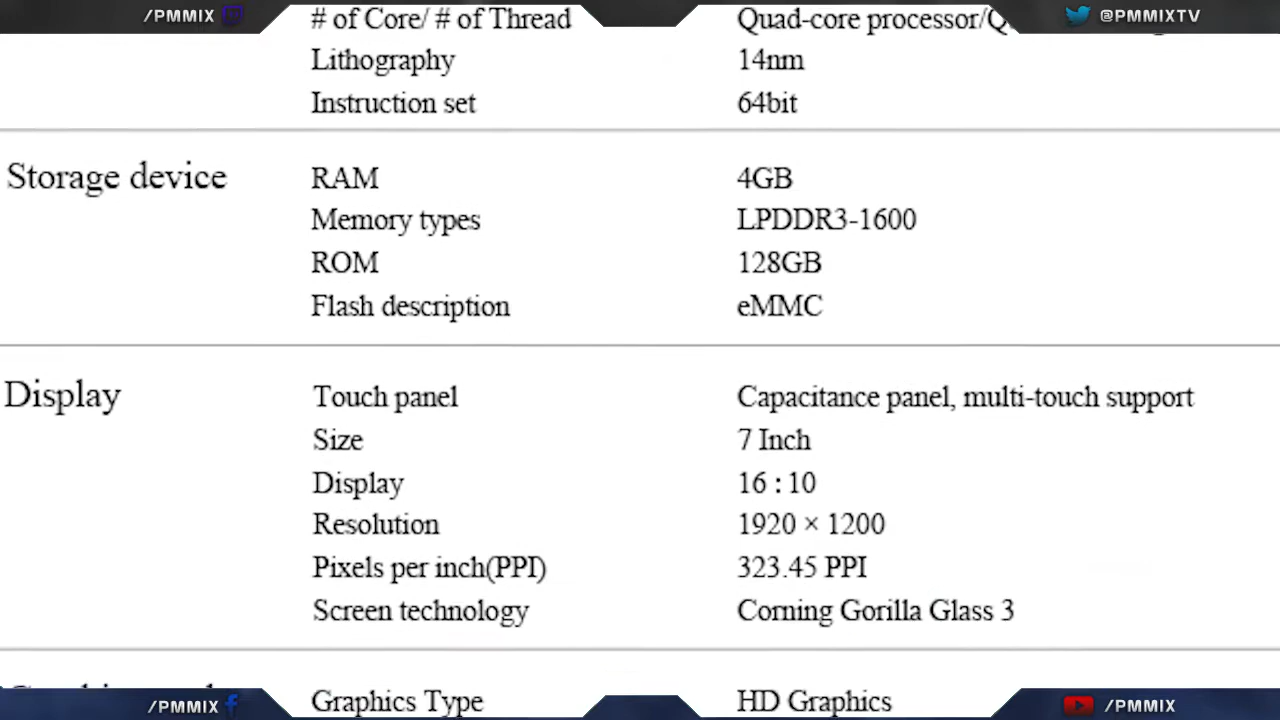 /PMMIX
@PMMIXTV
# of Core/ # of Thread Quad-core processor/
Lithography 14nm
Instruction set 64bit
Storage device RAM 4GB
Memory types LPDDR3-1600
ROM 128GB
Flash description eMMC
Display Touch panel Capacitance panel, multi-touch support
Size 7 Inch
Display 16 : 10
Resolution 1920 × 1200
Pixels per inch(PPI) 323.45 PPI
Screen technology Corning Gorilla Glass 3
Graphics Type HD Graphics
/PMMIX
/PMMIX